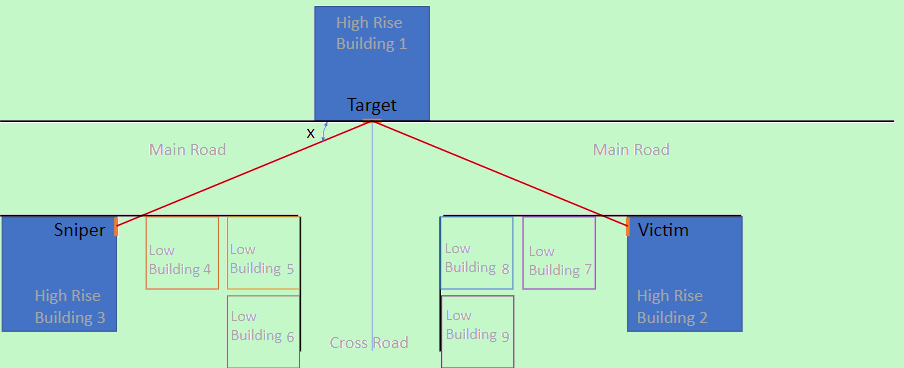 High Rise
Building 1
Target
x
Main Road
Main Road
Sniper
Low
Building 4
Low
Building 5
Low
Building 8
Low
Building 7
Victim
High Rise
Building 3
High Rise
Building 2
Low
Building 6
Low
Building 9
Cross Road